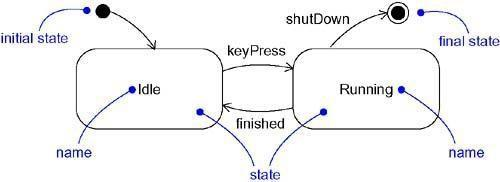 shutDown
initial state
final state
keyPress
Idle
Running
finished
name
state
name